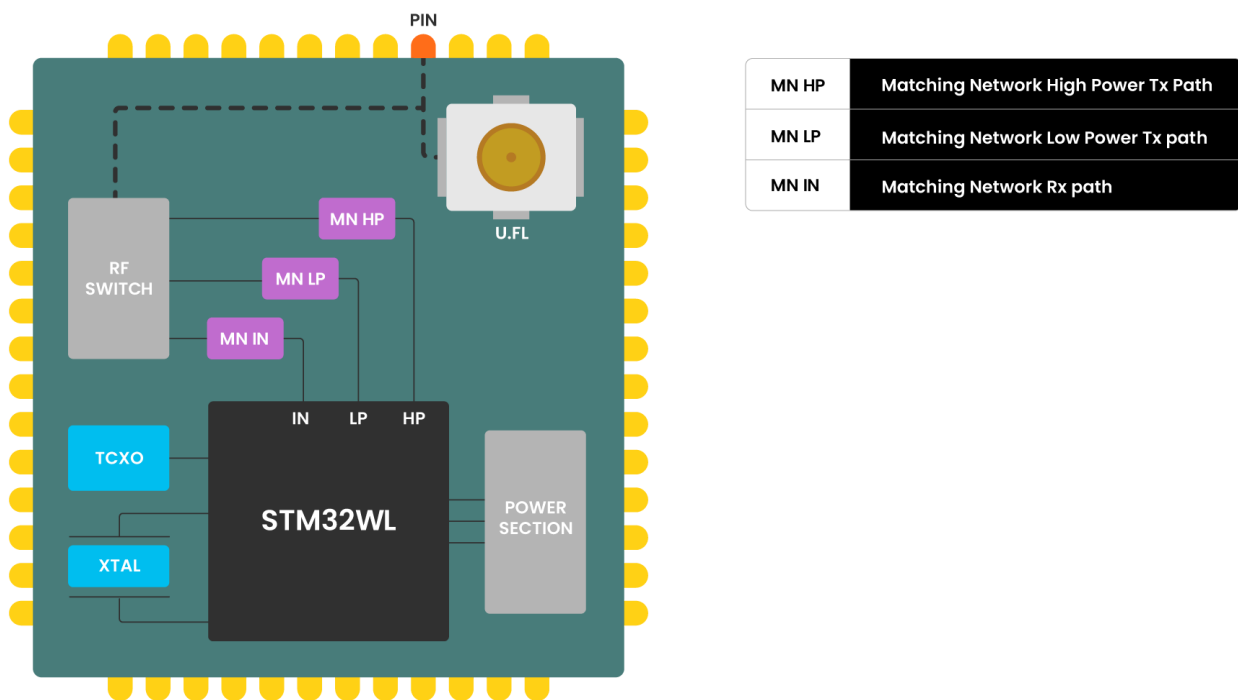 PIN
U.FL
RF
SWITCH
MN HP
MN LP
MN IN
IN LP HP
TCXO
STM32WL
POWER
SECTION
XTAL
MN HP Matching Network High Power Tx Path
MN LP Matching Network Low Power Tx path
MN IN Matching Network Rx path